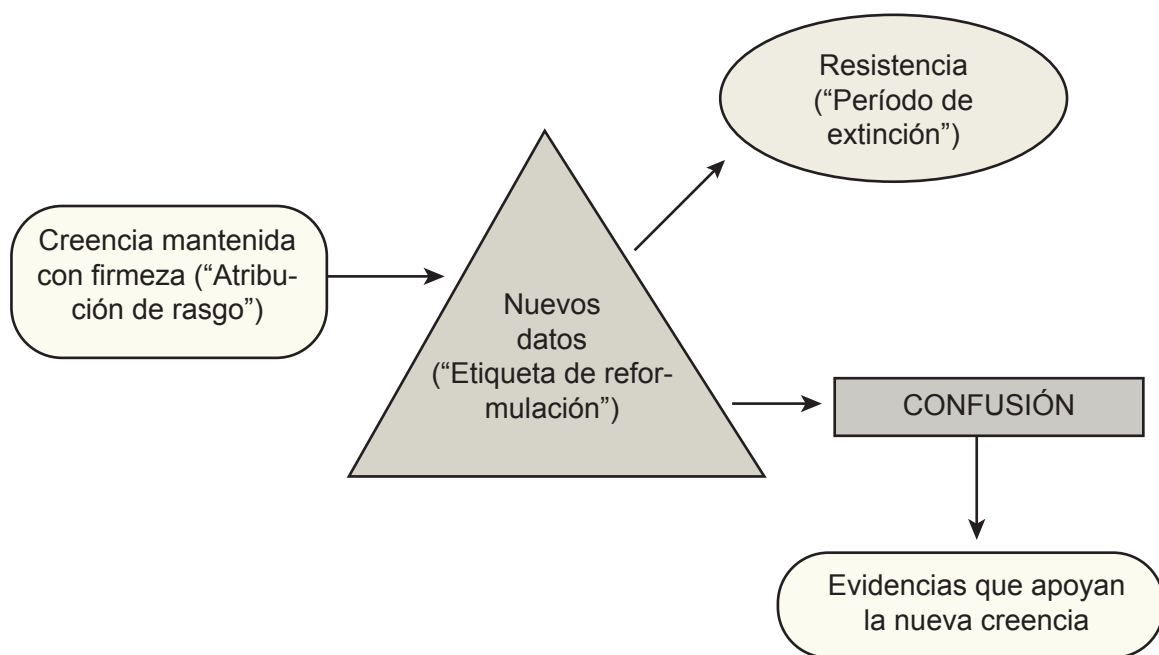 Creencia mantenida
con firmeza (“Atribu-
ción de rasgo”)
Nuevos
datos
(“Etiqueta de refor-
mulación”)
Resistencia
(“Período de
extinción”)
CONFUSIÓN
Evidencias que apoyan
la nueva creencia